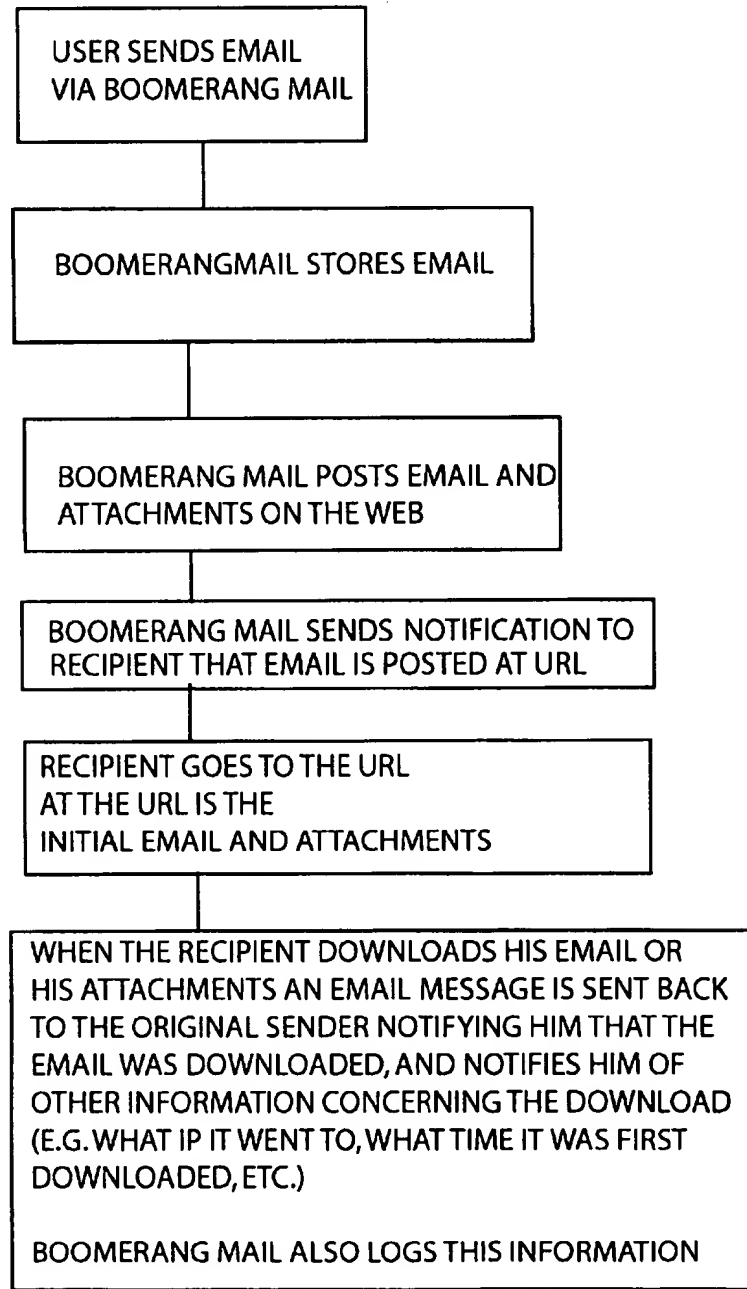 USER SENDS EMAIL
VIA BOOMERANG MAIL
BOOMERANGMAIL STORES EMAIL
BOOMERANG MAIL POSTS EMAIL AND
ATTACHMENTS ON THE WEB
BOOMERANG MAIL SENDS NOTIFICATION TO
RECIPIENT THAT EMAIL IS POSTED AT URL
RECIPIENT GOES TO THE URL
AT THE URL IS THE
INITIAL EMAIL AND ATTACHMENTS
WHEN THE RECIPIENT DOWNLOADS HIS EMAIL OR
HIS ATTACHMENTS AN EMAIL MESSAGE IS SENT BACK
TO THE ORIGINAL SENDER NOTIFYING HIM THAT THE
EMAIL WAS DOWNLOADED, AND NOTIFIES HIM OF
OTHER INFORMATION CONCERNING THE DOWNLOAD
(E.G. WHAT IP IT WENT TO, WHAT TIME IT WAS FIRST
DOWNLOADED, ETC.)
BOOMERANG MAIL ALSO LOGS THIS INFORMATION